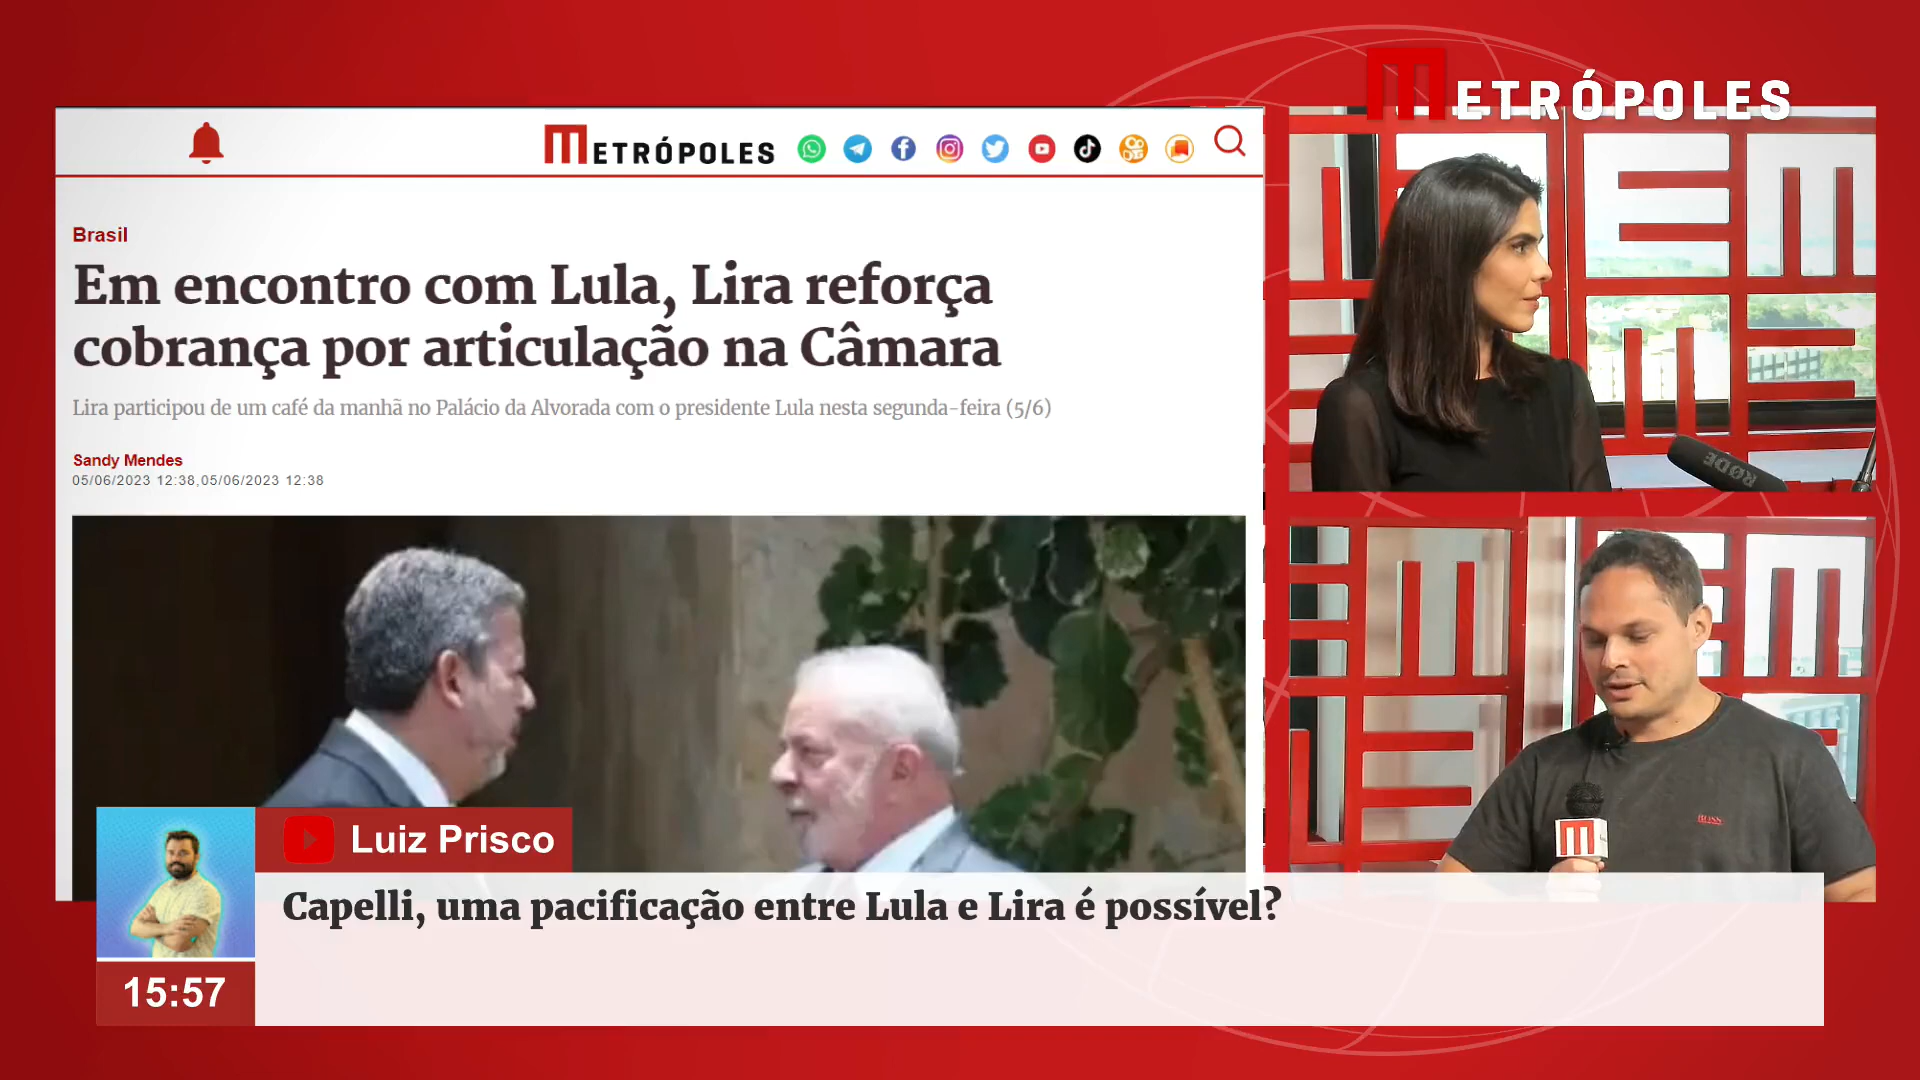 METRÓPOLES
METRÓPOLES
Brasil
Em encontro com Lula, Lira reforça
cobrança por articulação na Câmara
Lira participou de um café da manhã no Palácio da Alvorada com o presidente Lula nesta segunda-feira (5/6)
Sandy Mendes
05/06/2023 12:38,05/06/2023 12:38
RØDE
BOSS
M
Luiz Prisco
Capelli, uma pacificação entre Lula e Lira é possível?
15:57